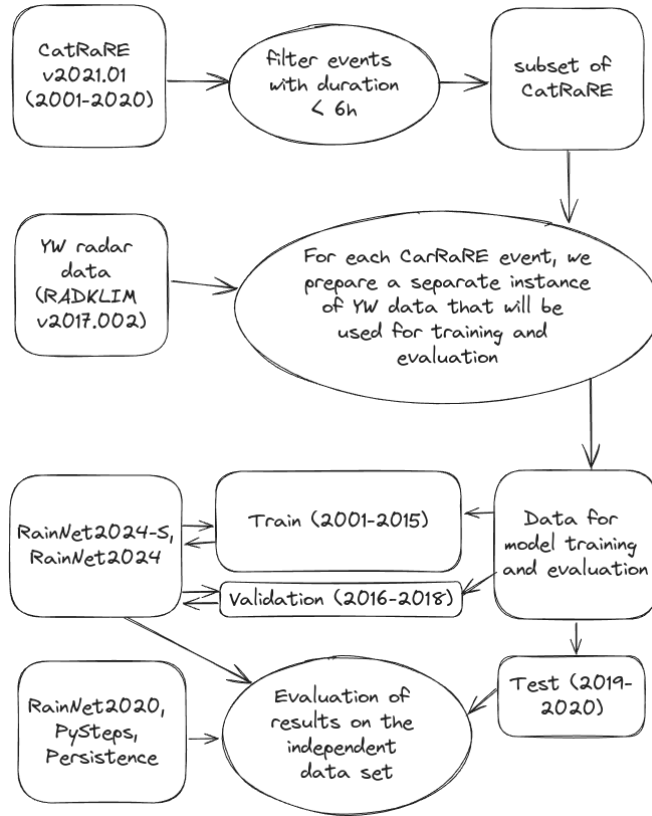 CatRaRE
v2021.01
(2001-2020)
filter events
with duration
< 6h
subset of
CatRaRE
YW radar
data
(RADKLIM
v2017.002)
For each CarRaRE event, we
prepare a separate instance
of YW data that will be
used for training and
evaluation
RainNet2024-S,
RainNet2024
Train (2001-2015)
Validation (2016-2018)
Data for
model training
and evaluation
RainNet2020,
PySteps,
Persistence
Evaluation of
results on the
independent
data set
Test (2019-
2020)